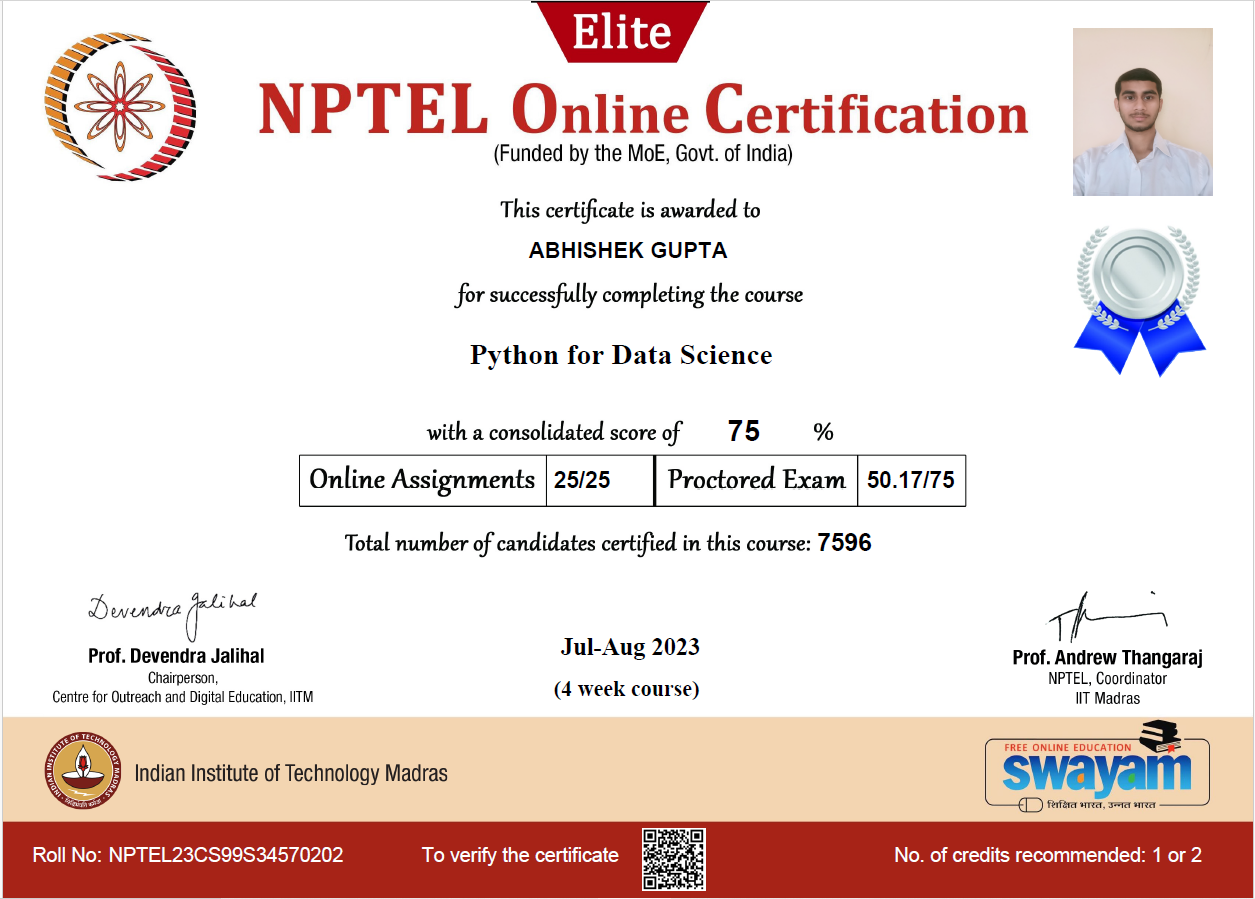 Elite
NPTEL Online Certification
(Funded by the MoE, Govt. of India)
This certificate is awarded to
ABHISHEK GUPTA
for successfully completing the course
Python for Data Science
with a consolidated score of 75 %
Online Assignments 25/25 Proctored Exam 50.17/75
Total number of candidates certified in this course: 7596
Devendra Jalihal
Prof. Devendra Jalihal
Chairperson,
Centre for Outreach and Digital Education, IITM
Jul-Aug 2023
(4 week course)
Prof. Andrew Thangaraj
NPTEL, Coordinator
IIT Madras
INDIAN INSTITUTE OF TECHNOLOGY MADRAS
Indian Institute of Technology Madras
FREE ONLINE EDUCATION
swayam
शिक्षित भारत, उन्नत भारत
Roll No: NPTEL23CS99S34570202
To verify the certificate
No. of credits recommended: 1 or 2